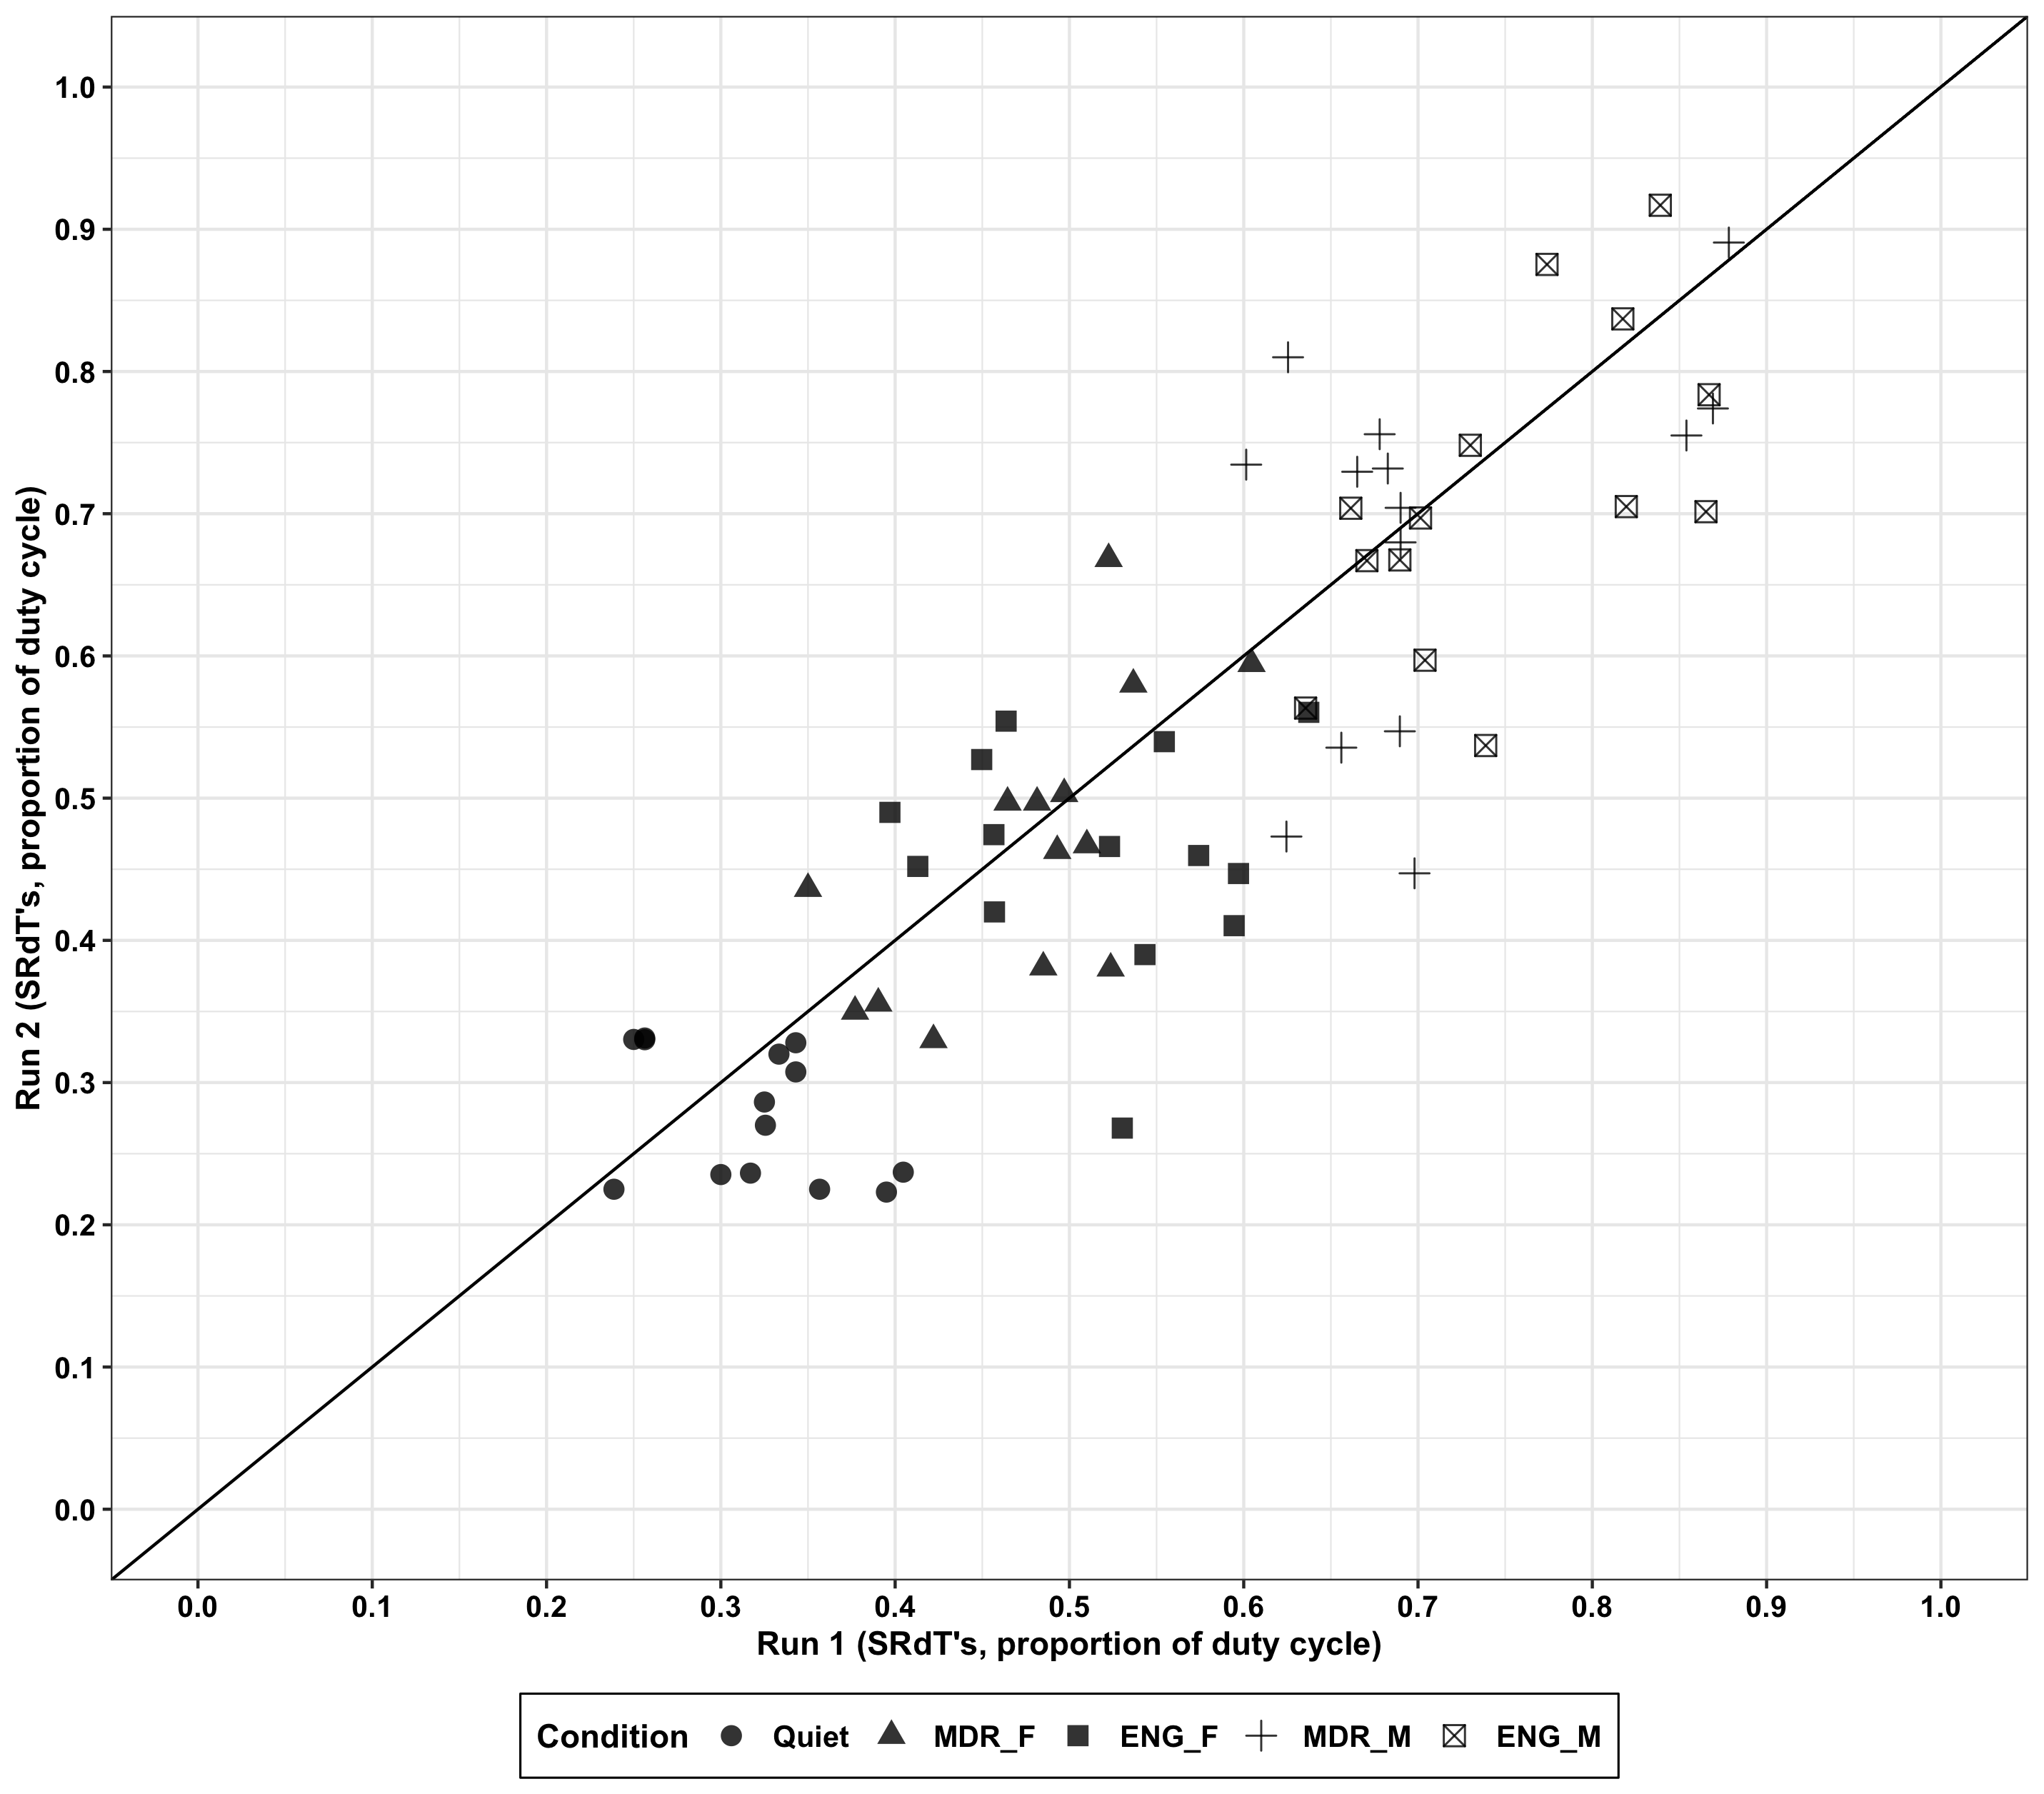 1.0
0.9
0.8
0.7
0.6
0.5
0.4
0.3
0.2
0.1
0.0
Run 2 (SRdT's, proportion of duty cycle)
0.0 0.1 0.2 0.3 0.4 0.5 0.6 0.7 0.8 0.9 1.0
Run 1 (SRdT's, proportion of duty cycle)
Condition Quiet MDR_F ENG_F MDR_M ENG_M